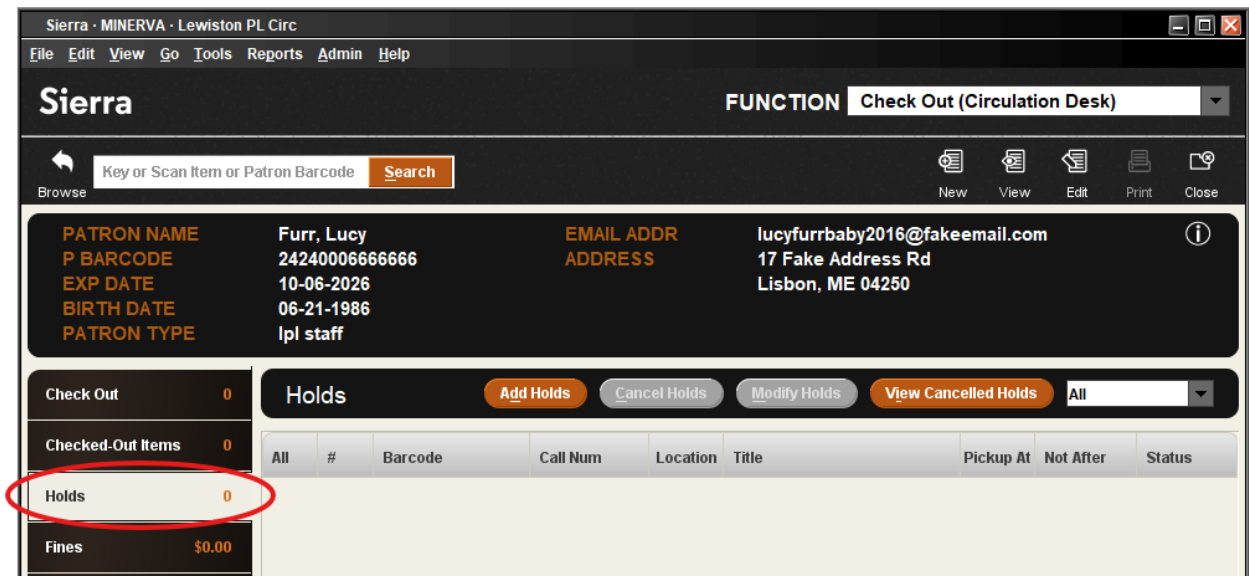 Sierra · MINERVA · Lewiston PL Circ
File Edit View Go Tools Reports Admin Help
Sierra
FUNCTION Check Out (Circulation Desk)
Browse
Key or Scan Item or Patron Barcode Search
New View Edit Print Close
PATRON NAME Furr, Lucy EMAIL ADDR lucyfurrbaby2016@fakeemail.com
P BARCODE 24240006666666 ADDRESS 17 Fake Address Rd
EXP DATE 10-06-2026 Lisbon, ME 04250
BIRTH DATE 06-21-1986
PATRON TYPE lpl staff
Check Out 0
Checked-Out Items 0
Holds 0
Fines $0.00
Holds Add Holds Cancel Holds Modify Holds View Cancelled Holds All
All # Barcode Call Num Location Title Pickup At Not After Status